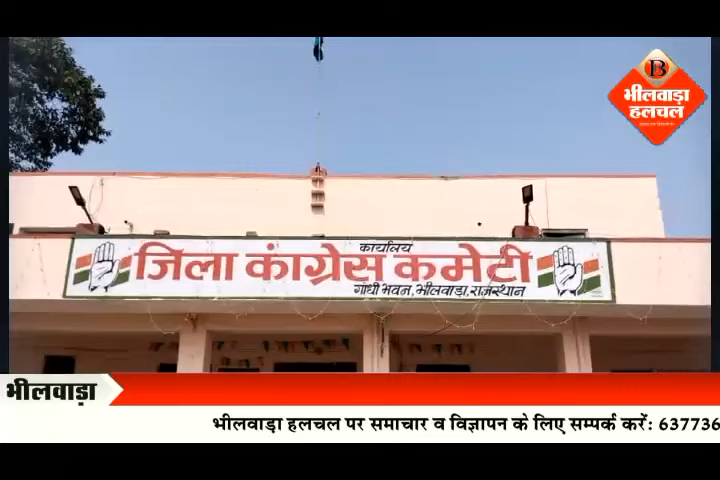 B
भीलवाड़ा
हलचल
कार्यालय
जिला कांग्रेस कमेटी
गाँधी भवन, भीलवाड़ा, राजस्थान
भीलवाड़ा
भीलवाड़ा हलचल पर समाचार व विज्ञापन के लिए सम्पर्क करें: 637736